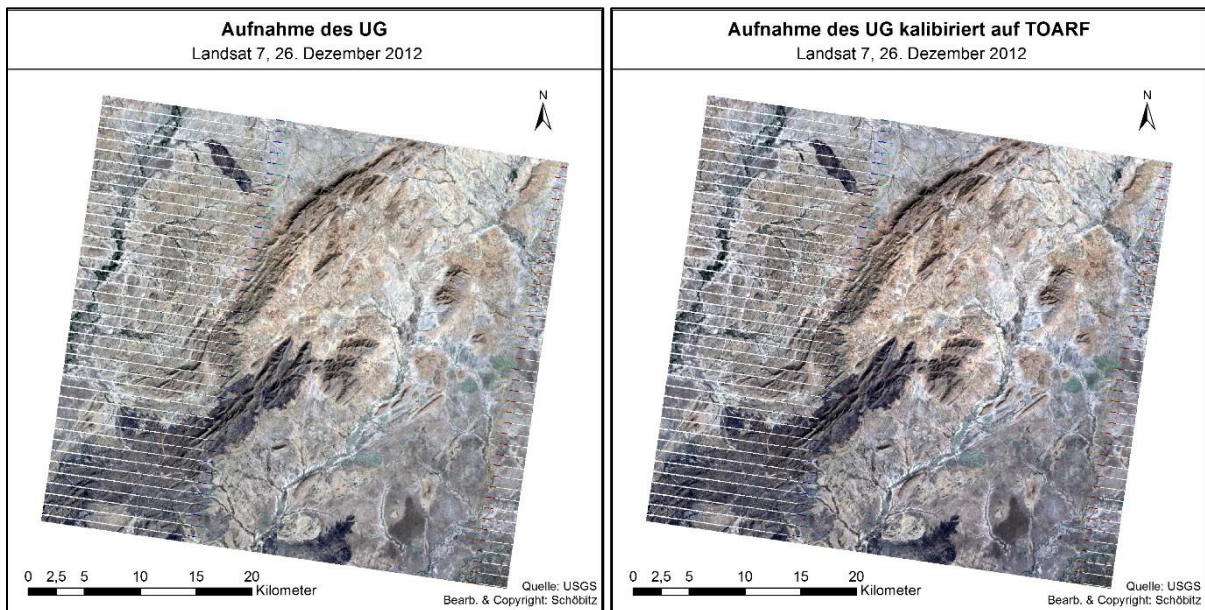 Aufnahme des UG
Landsat 7, 26. Dezember 2012
N
0 2,5 5 10 15 20
Kilometer
Quelle: USGS
Bearb. & Copyright: Schöbitz
Aufnahme des UG kalibiriert auf TOARF
Landsat 7, 26. Dezember 2012
N
0 2,5 5 10 15 20
Kilometer
Quelle: USGS
Bearb. & Copyright: Schöbitz